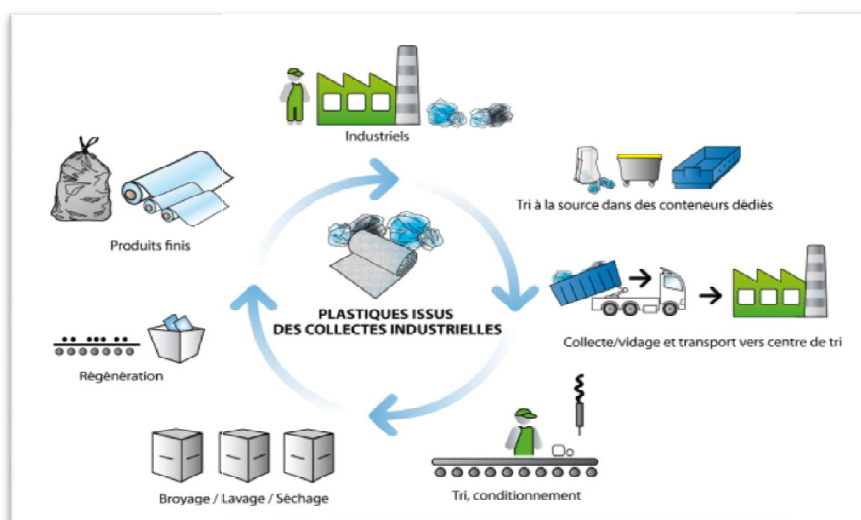 Industriels
Tri à la source dans des conteneurs dédiés
Collecte/vidage et transport vers centre de tri
Tri, conditionnement
Broyage / Lavage / Séchage
Régénération
Produits finis
PLASTIQUES ISSUS
DES COLLECTES INDUSTRIELLES